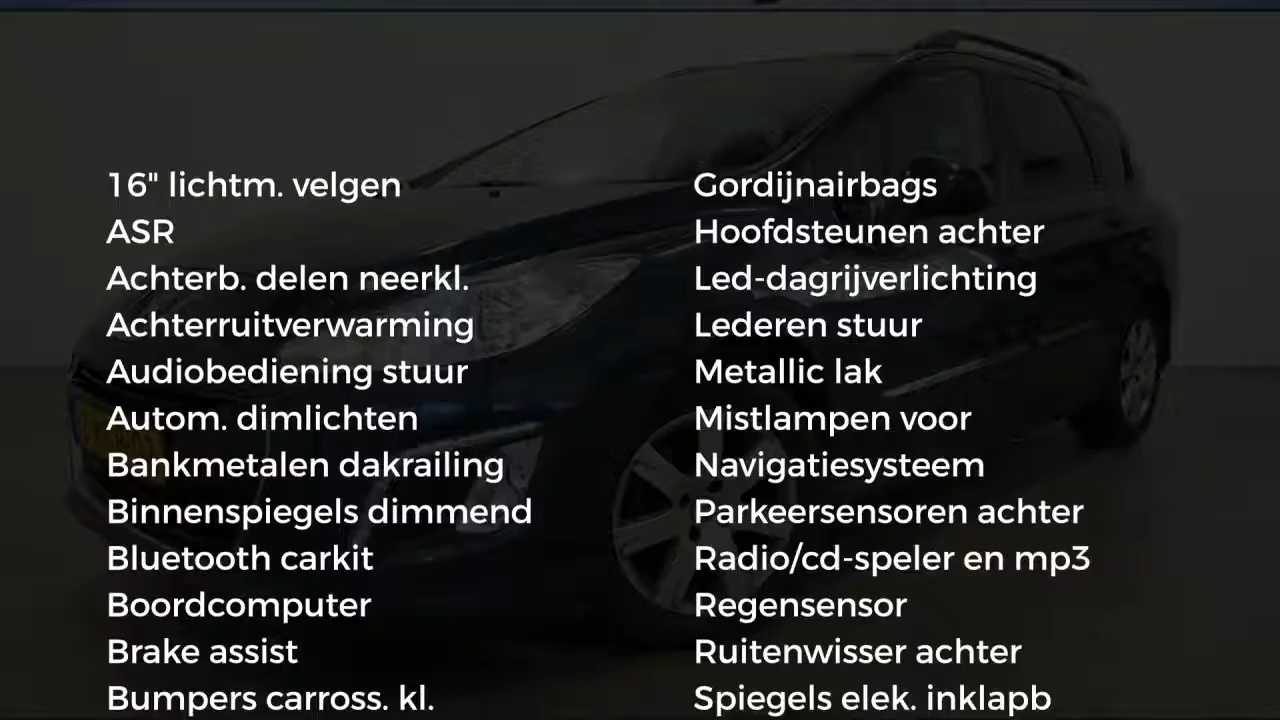 16" lichtm. velgen
ASR
Achterb. delen neerkl.
Achterruitverwarming
Audiobediening stuur
Autom. dimlichten
Bankmetalen dakrailing
Binnenspiegels dimmend
Bluetooth carkit
Boordcomputer
Brake assist
Bumpers carross. kl.
Gordijnairbags
Hoofdsteunen achter
Led-dagrijverlichting
Lederen stuur
Metallic lak
Mistlampen voor
Navigatiesysteem
Parkeersensoren achter
Radio/cd-speler en mp3
Regensensor
Ruitenwisser achter
Spiegels elek. inklapb